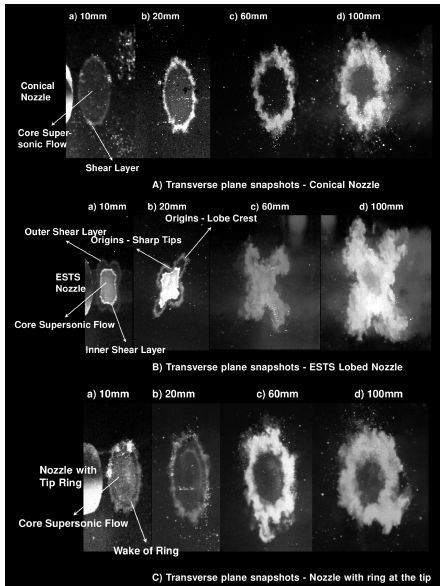 a) 10mm b) 20mm c) 60mm d) 100mm
Conical
Nozzle
Core Super-
sonic Flow
Shear Layer
A) Transverse plane snapshots - Conical Nozzle
a) 10mm b) 20mm c) 60mm d) 100mm
Origins - Lobe Crest
Outer Shear Layer
Origins - Sharp Tips
ESTS
Nozzle
Core Supersonic Flow
Inner Shear Layer
B) Transverse plane snapshots - ESTS Lobed Nozzle
a) 10mm b) 20mm c) 60mm d) 100mm
Nozzle with
Tip Ring
Core Supersonic Flow
Wake of Ring
C) Transverse plane snapshots - Nozzle with ring at the tip